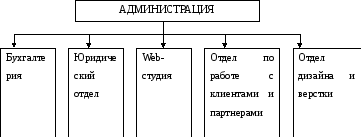 АДМИНИСТРАЦИЯ
Бухгалте
рия
Юридиче
ский
отдел
Web-
студия
Отдел по
работе с
клиентами и
партнерами
Отдел
дизайна и
верстки